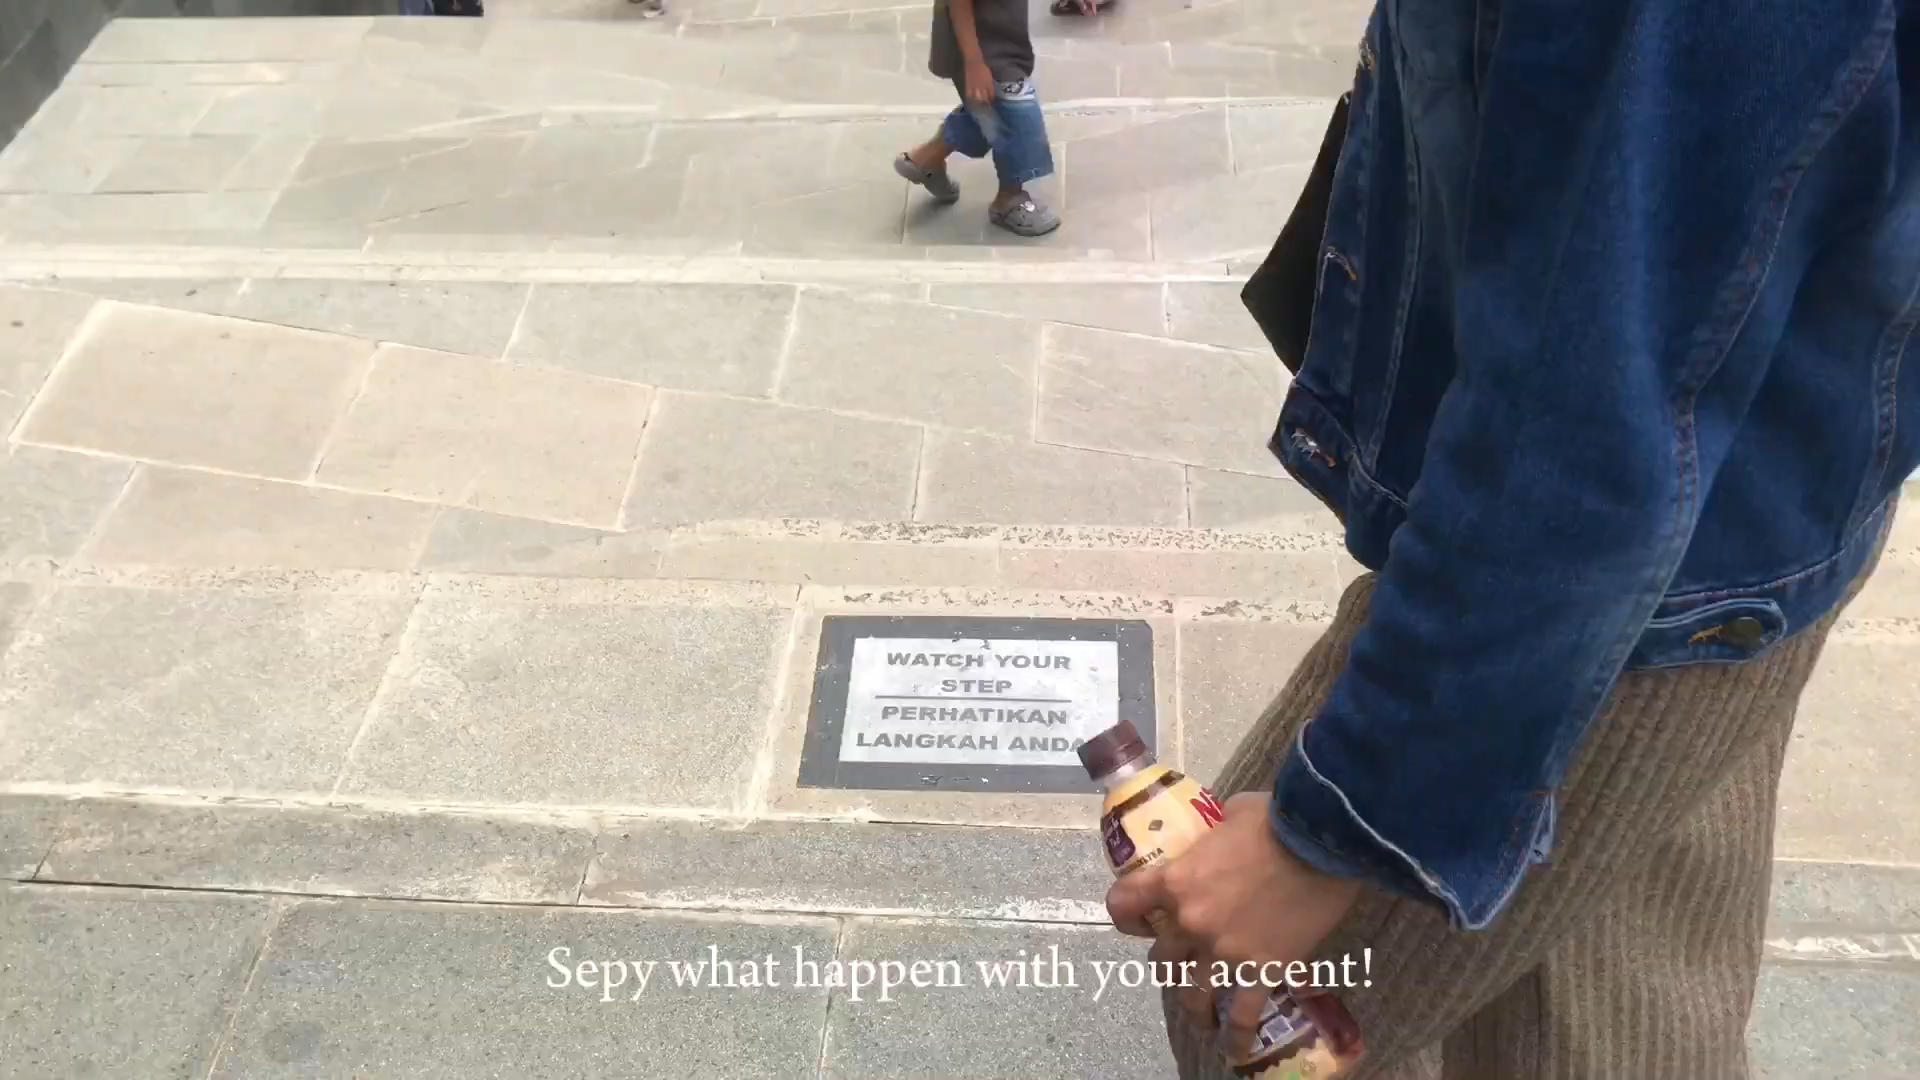 WATCH YOUR
STEP
PERHATIKAN
LANGKAH ANDA
Sepy what happen with your accent!